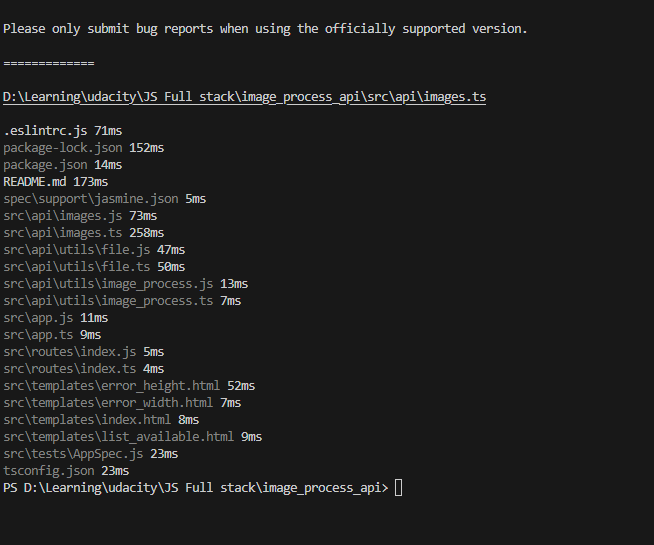 Please only submit bug reports when using the officially supported version.
=============
D:\Learning\udacity\JS Full stack\image_process_api\src\api\images.ts
.eslintrc.js 71ms
package-lock.json 152ms
package.json 14ms
README.md 173ms
spec\support\jasmine.json 5ms
src\api\images.js 73ms
src\api\images.ts 258ms
src\api\utils\file.js 47ms
src\api\utils\file.ts 50ms
src\api\utils\image_process.js 13ms
src\api\utils\image_process.ts 7ms
src\app.js 11ms
src\app.ts 9ms
src\routes\index.js 5ms
src\routes\index.ts 4ms
src\templates\error_height.html 52ms
src\templates\error_width.html 7ms
src\templates\index.html 8ms
src\templates\list_available.html 9ms
src\tests\AppSpec.js 23ms
tsconfig.json 23ms
PS D:\Learning\udacity\JS Full stack\image_process_api>